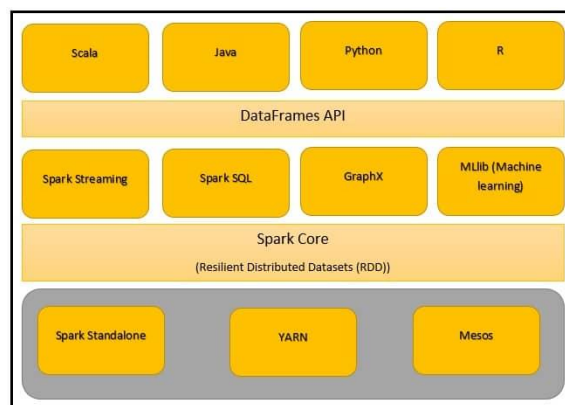 Scala
Java
Python
R
DataFrames API
Spark Streaming
Spark SQL
GraphX
MLlib (Machine
learning)
Spark Core
(Resilient Distributed Datasets (RDD))
Spark Standalone
YARN
Mesos